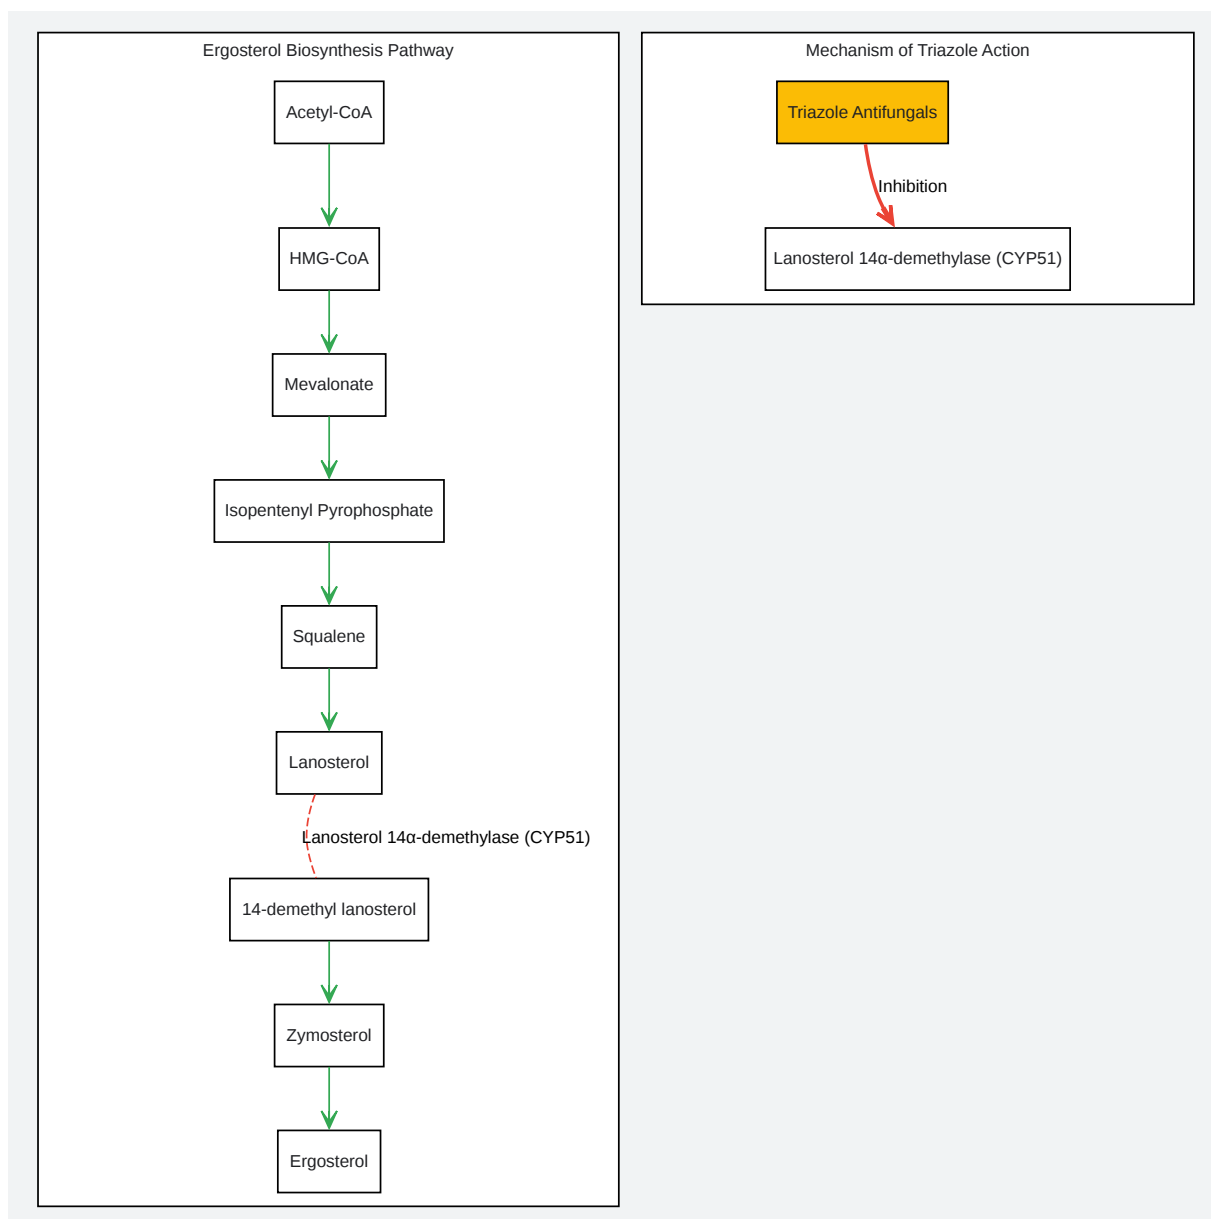 Ergosterol Biosynthesis Pathway
Acetyl-CoA
HMG-CoA
Mevalonate
Isopentenyl Pyrophosphate
Squalene
Lanosterol
Lanosterol 14α-demethylase (CYP51)
14-demethyl lanosterol
Zymosterol
Ergosterol
Mechanism of Triazole Action
Triazole Antifungals
Inhibition
Lanosterol 14α-demethylase (CYP51)